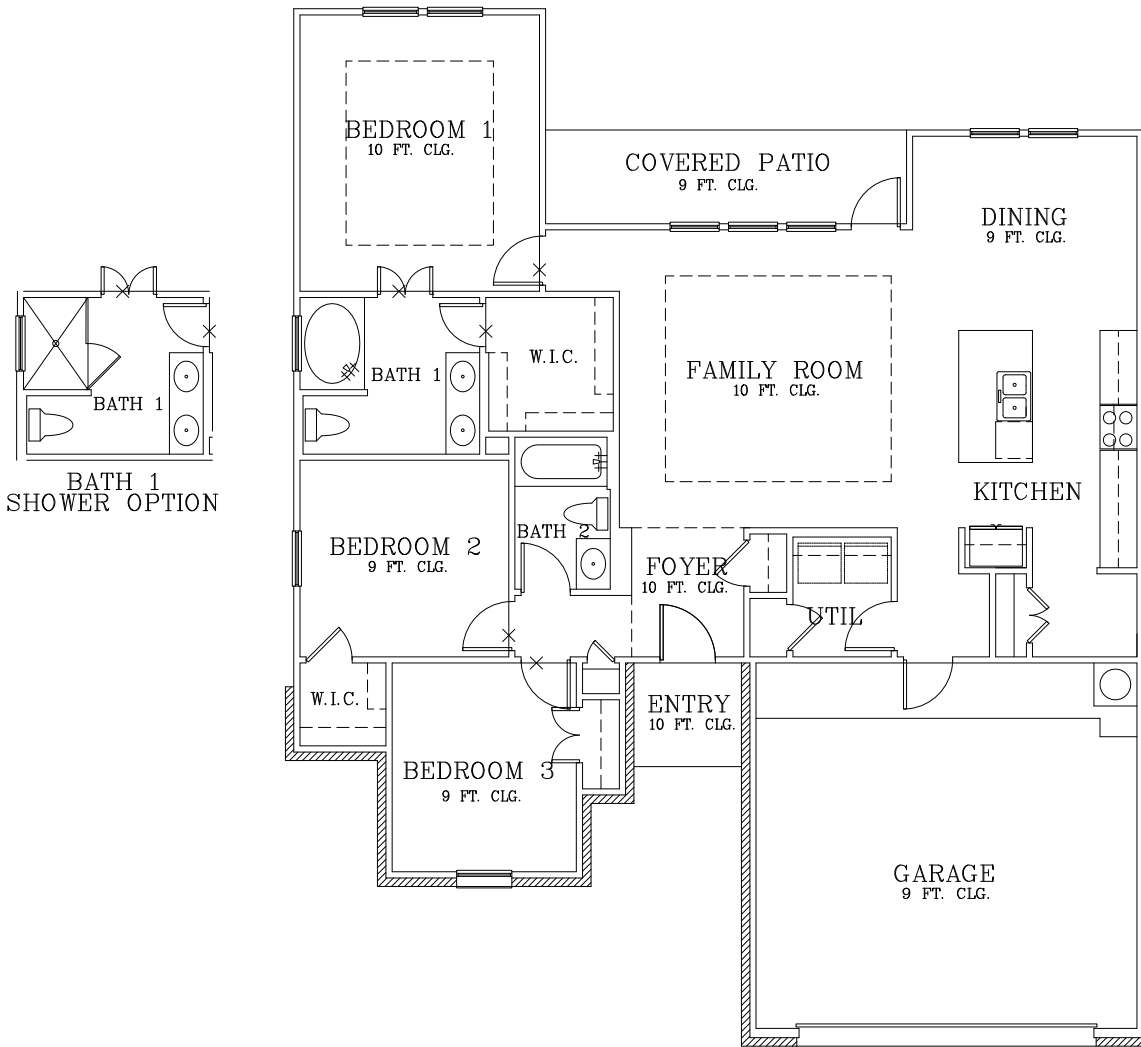 BEDROOM 1
10 FT. CLG.
COVERED PATIO
9 FT. CLG.
DINING
9 FT. CLG.
W.I.C.
BATH 1
FAMILY ROOM
10 FT. CLG.
BATH 1
BATH 1
SHOWER OPTION
KITCHEN
BATH 2
BEDROOM 2
9 FT. CLG.
FOYER
10 FT. CLG.
UTIL
W.I.C.
ENTRY
10 FT. CLG.
BEDROOM 3
9 FT. CLG.
GARAGE
9 FT. CLG.